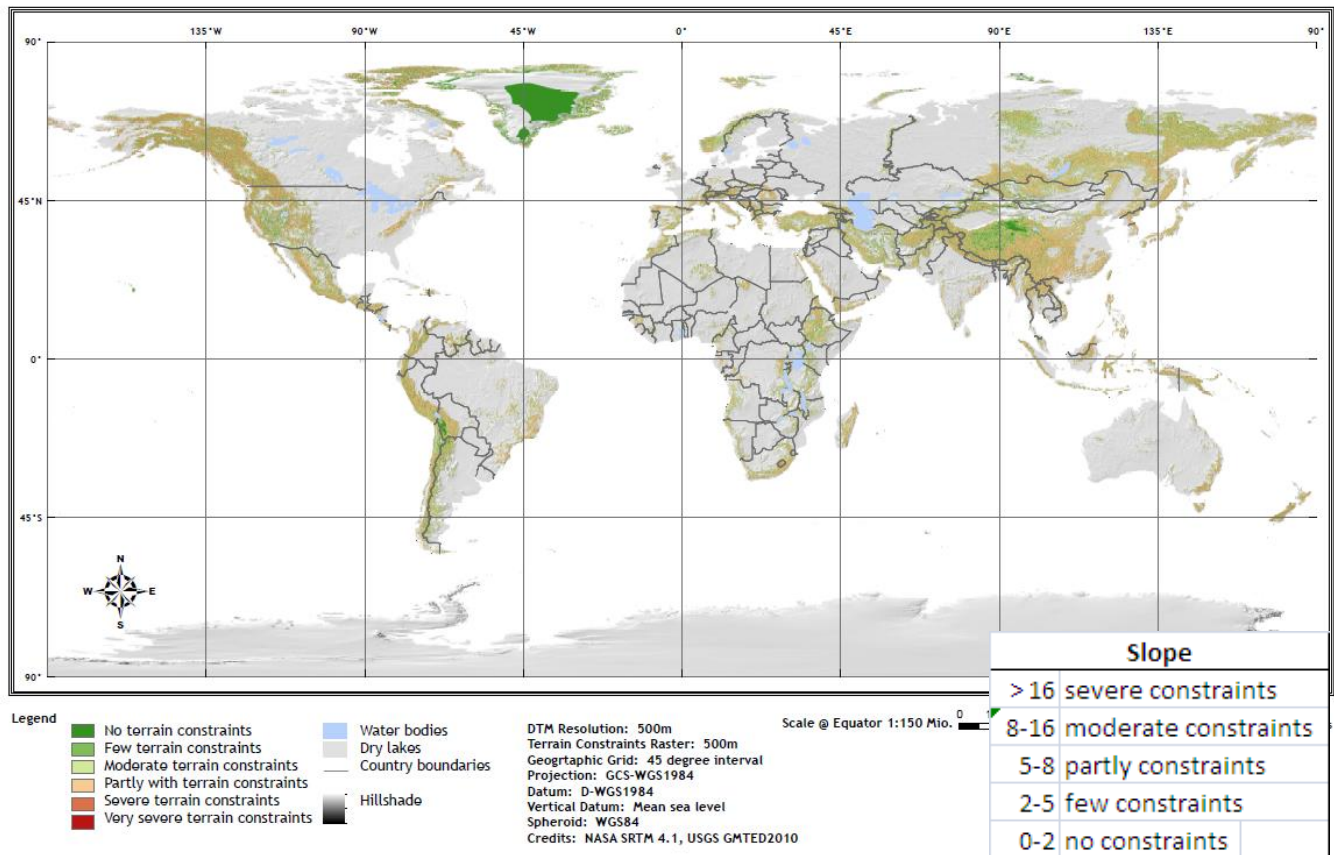 135°W 90°W 45°W 0° 45°E 90°E 135°E 90°
90° 90°
45°N 45°N
0° 0°
45°S 45°S
90° 90°
N
W E
S
Legend
No terrain constraints
Few terrain constraints
Moderate terrain constraints
Partly with terrain constraints
Severe terrain constraints
Very severe terrain constraints
Water bodies
Dry lakes
Country boundaries
Hillshade
DTM Resolution: 500m
Terrain Constraints Raster: 500m
Geogrtaphic Grid: 45 degree interval
Projection: GCS-WGS1984
Datum: D-WGS1984
Vertical Datum: Mean sea level
Spheroid: WGS84
Credits: NASA SRTM 4.1, USGS GMTED2010
Scale @ Equator 1:150 Mio. 0
Slope
> 16 severe constraints
8-16 moderate constraints
5-8 partly constraints
2-5 few constraints
0-2 no constraints